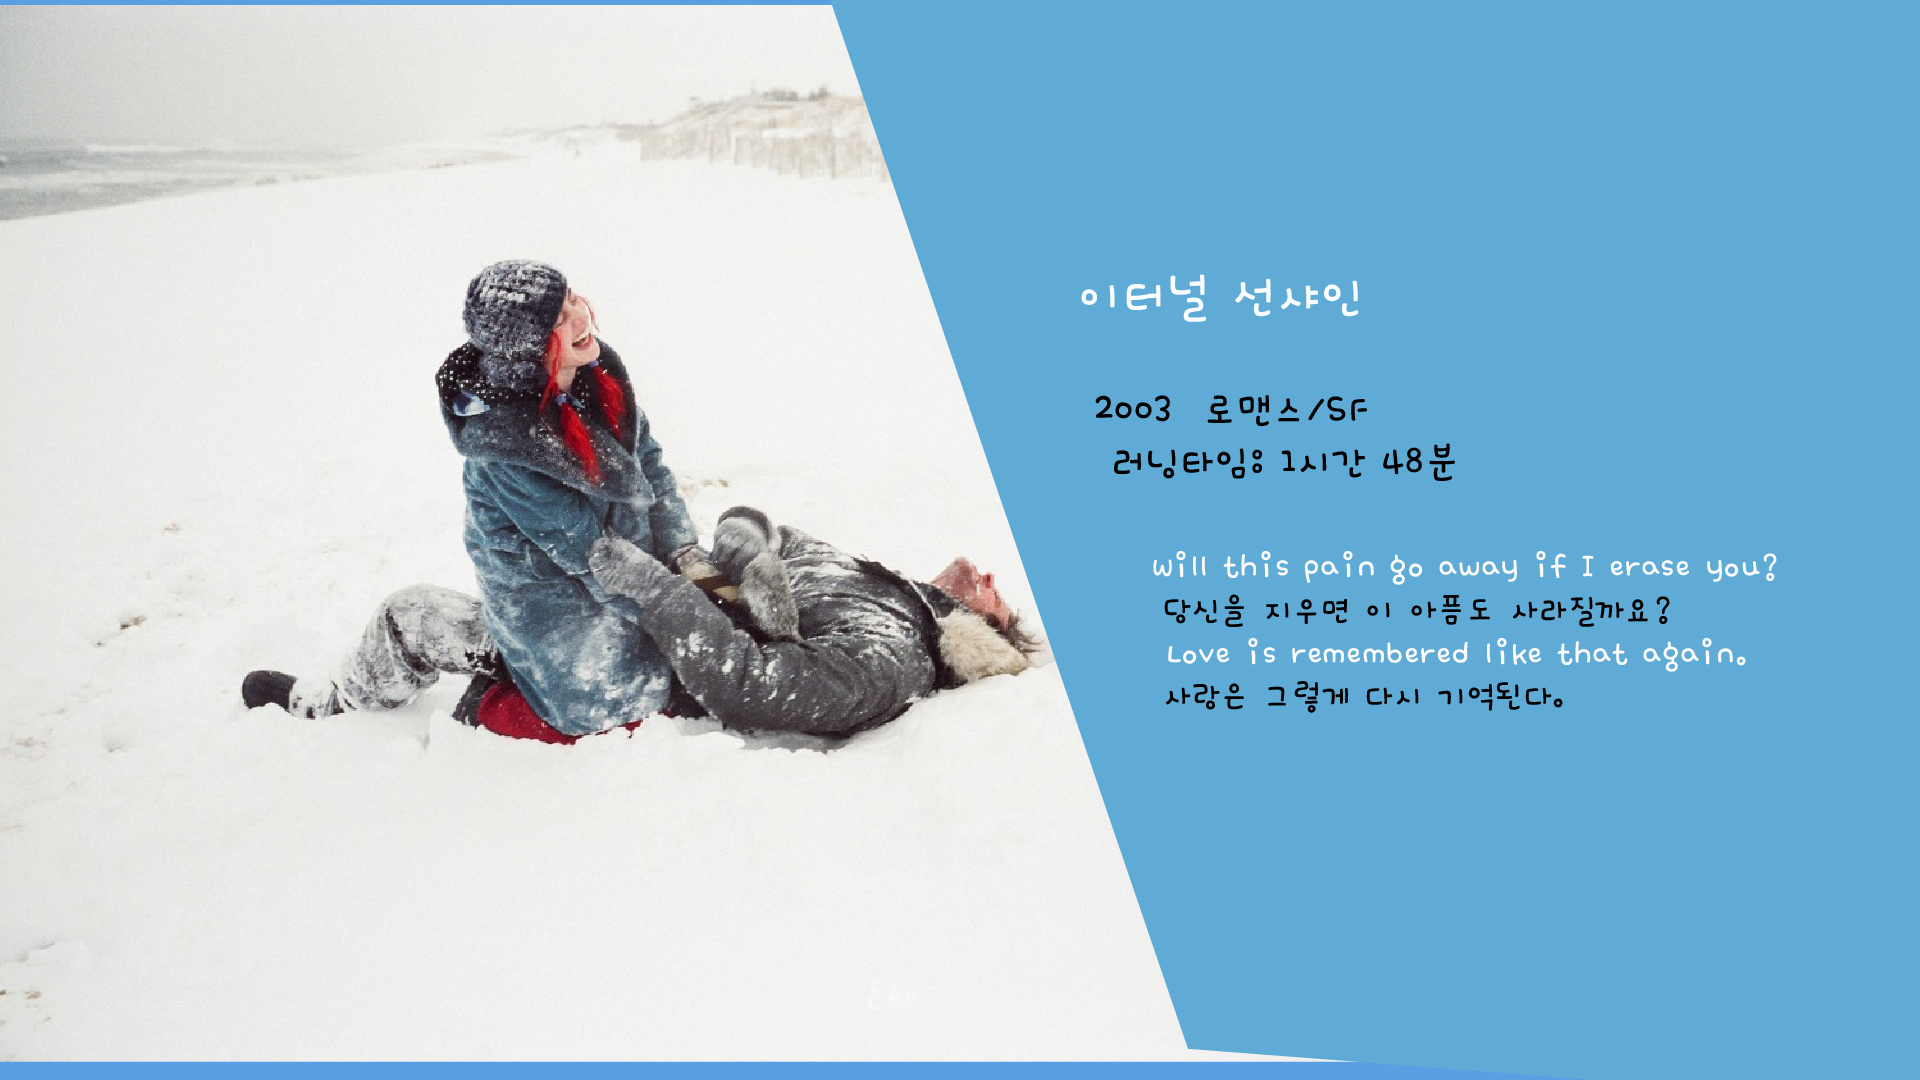 이터널 선샤인
2003 로맨스/SF
러닝타임: 1시간 48분
will this pain go away if I erase you?
당신을 지우면 이 아픔도 사라질까요?
Love is remembered like that again.
사랑은 그렇게 다시 기억된다.